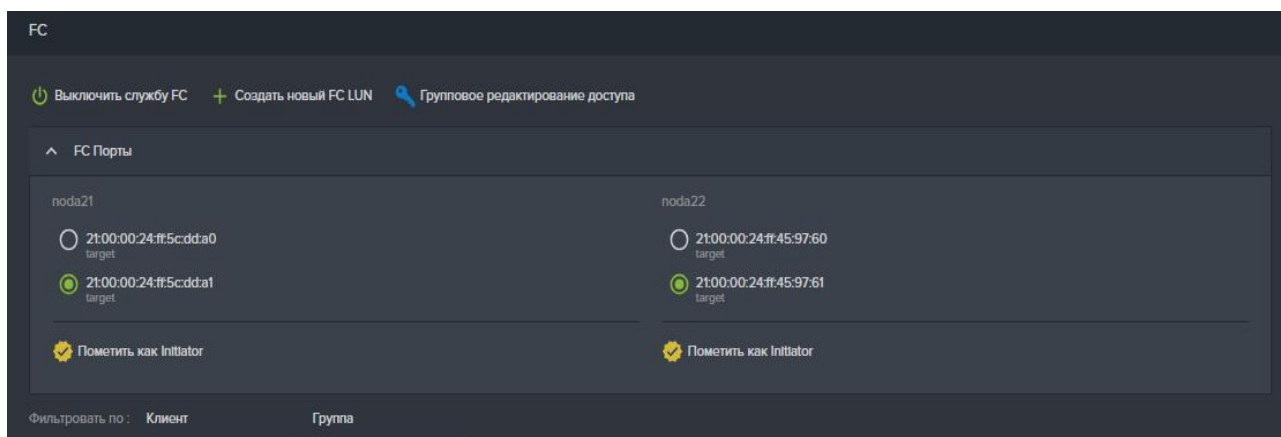 FC
Выключить службу FC
Создать новый FC LUN
Групповое редактирование доступа
FC Порты
noda21
21:00:00:24:ff:5c:dd:a0
target
21:00:00:24:ff:5c:dd:a1
target
Пометить как Initiator
noda22
21:00:00:24:ff:45:97:60
target
21:00:00:24:ff:45:97:61
target
Пометить как Initiator
Фильтровать по : Клиент Группа